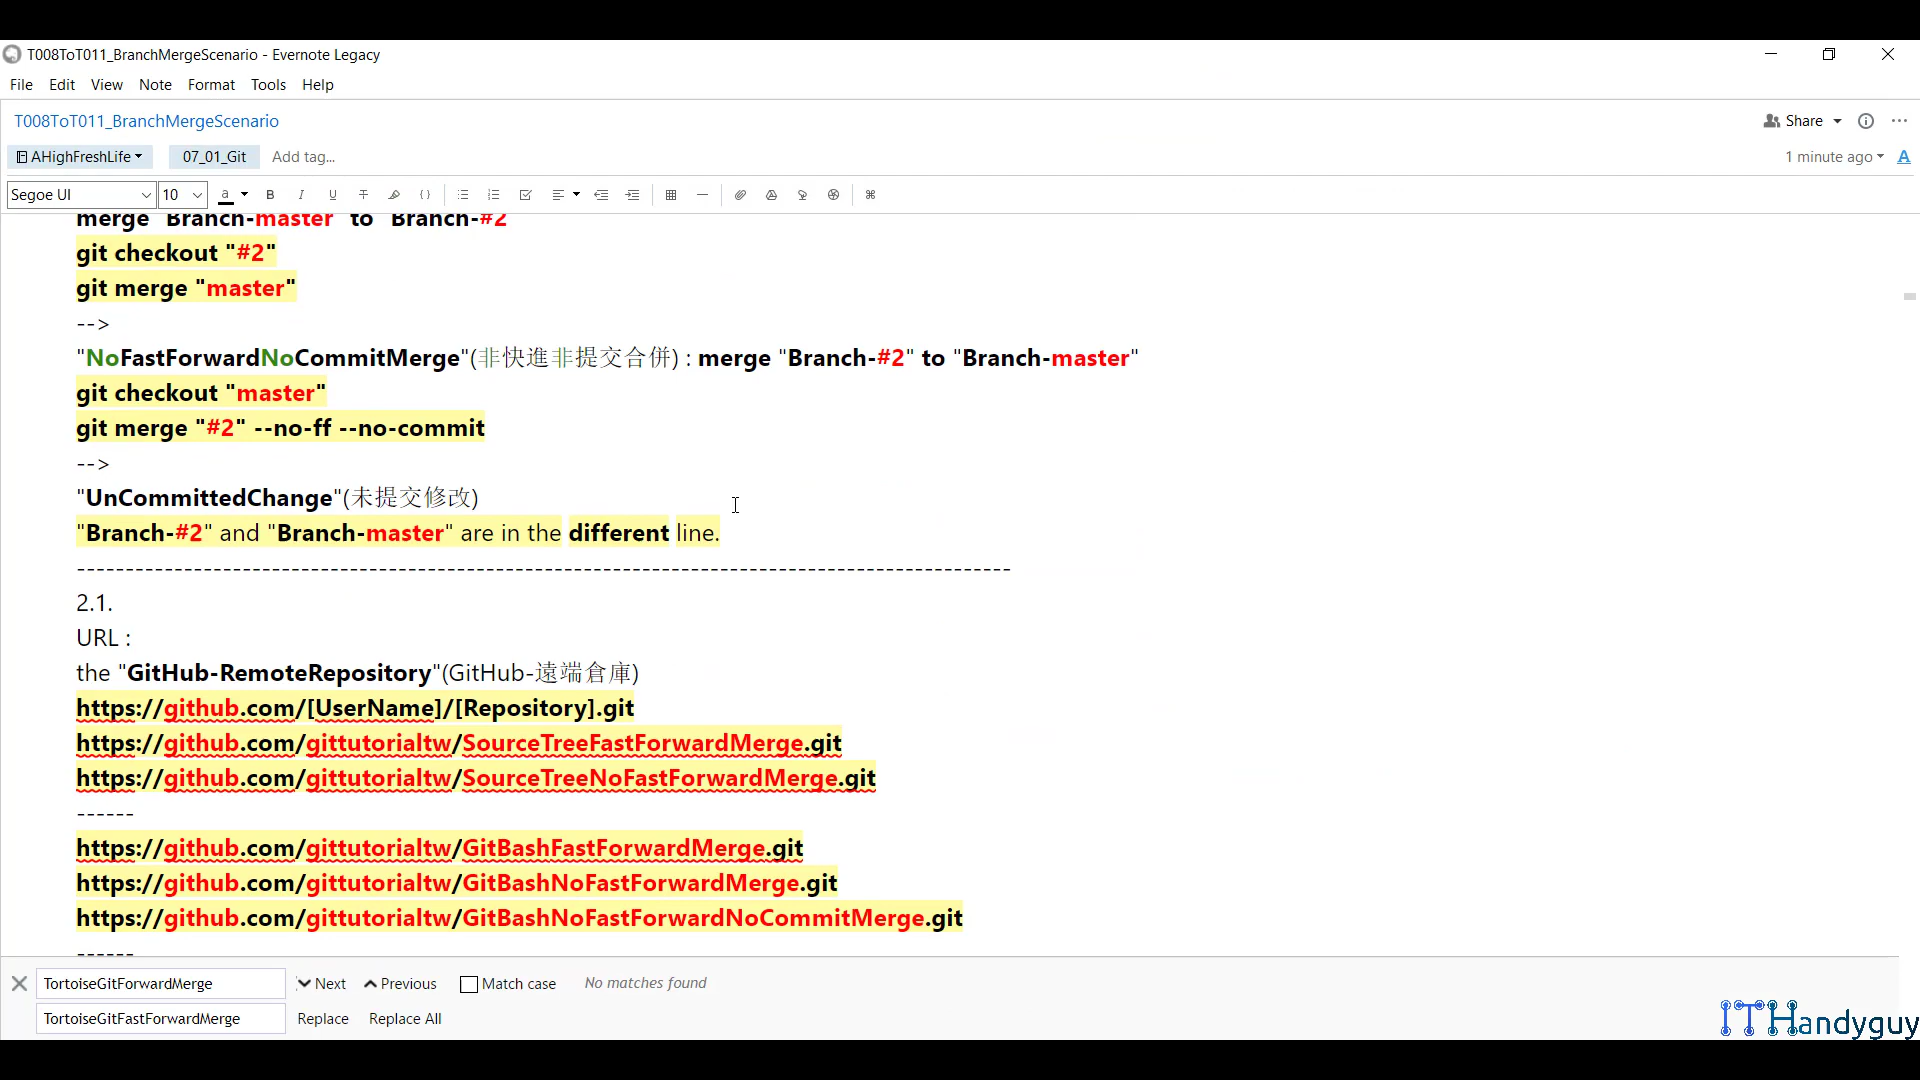 T008ToT011_BranchMergeScenario - Evernote Legacy
File Edit View Note Format Tools Help
T008ToT011_BranchMergeScenario
Share
AHighFreshLife 07_01_Git Add tag...
1 minute ago
Segoe UI 10
merge "Branch-master" to "Branch-#2"
git checkout "#2"
git merge "master"
-->
"NoFastForwardNoCommitMerge"(非快進非提交合併) : merge "Branch-#2" to "Branch-master"
git checkout "master"
git merge "#2" --no-ff --no-commit
-->
"UnCommittedChange"(未提交修改)
"Branch-#2" and "Branch-master" are in the different line.
------------------------------------------------------------------------------------------------
2.1.
URL :
the "GitHub-RemoteRepository"(GitHub-遠端倉庫)
https://github.com/[UserName]/[Repository].git
https://github.com/gittutorialtw/SourceTreeFastForwardMerge.git
https://github.com/gittutorialtw/SourceTreeNoFastForwardMerge.git
------
https://github.com/gittutorialtw/GitBashFastForwardMerge.git
https://github.com/gittutorialtw/GitBashNoFastForwardMerge.git
https://github.com/gittutorialtw/GitBashNoFastForwardNoCommitMerge.git
------
TortoiseGitForwardMerge Next Previous Match case No matches found
TortoiseGitFastForwardMerge Replace Replace All
ITHandyguy